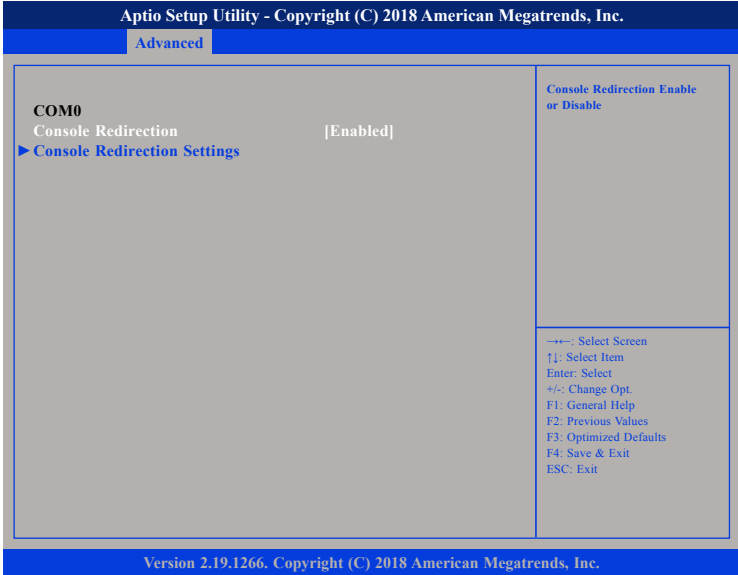 Aptio Setup Utility - Copyright (C) 2018 American Megatrends, Inc.
Advanced
COM0
Console Redirection [Enabled]
►Console Redirection Settings
Console Redirection Enable
or Disable
→←: Select Screen
↑↓: Select Item
Enter: Select
+/-: Change Opt.
F1: General Help
F2: Previous Values
F3: Optimized Defaults
F4: Save & Exit
ESC: Exit
Version 2.19.1266. Copyright (C) 2018 American Megatrends, Inc.